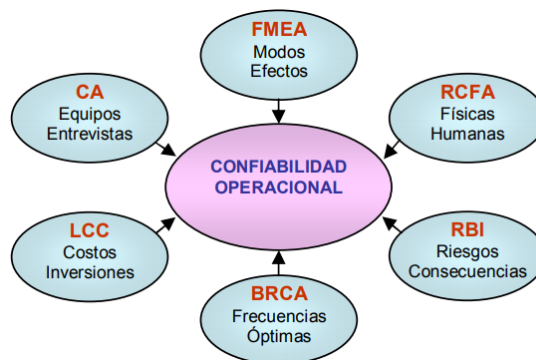 FMEA
Modos
Efectos
CA
Equipos
Entrevistas
RCFA
Físicas
Humanas
CONFIABILIDAD
OPERACIONAL
LCC
Costos
Inversiones
RBI
Riesgos
Consecuencias
BRCA
Frecuencias
Óptimas